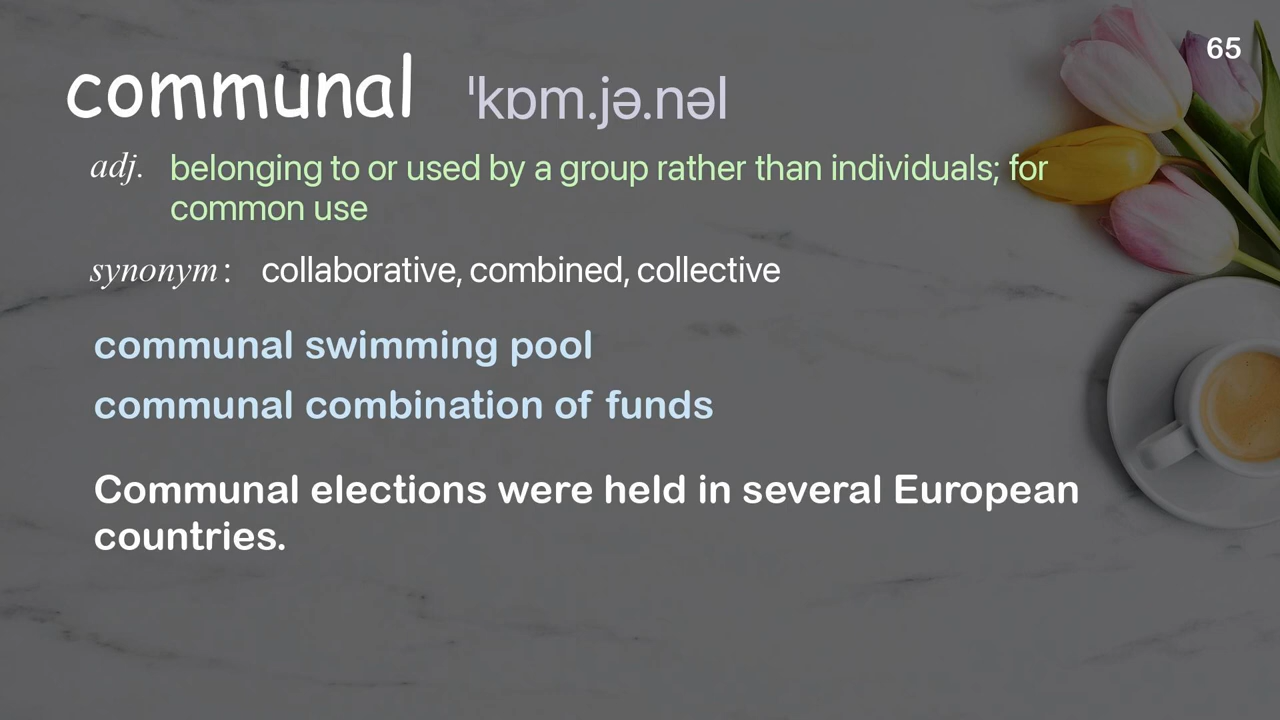 65
communal ˈkɒm.jə.nəl
adj. belonging to or used by a group rather than individuals; for
common use
synonym: collaborative, combined, collective
communal swimming pool
communal combination of funds
Communal elections were held in several European
countries.